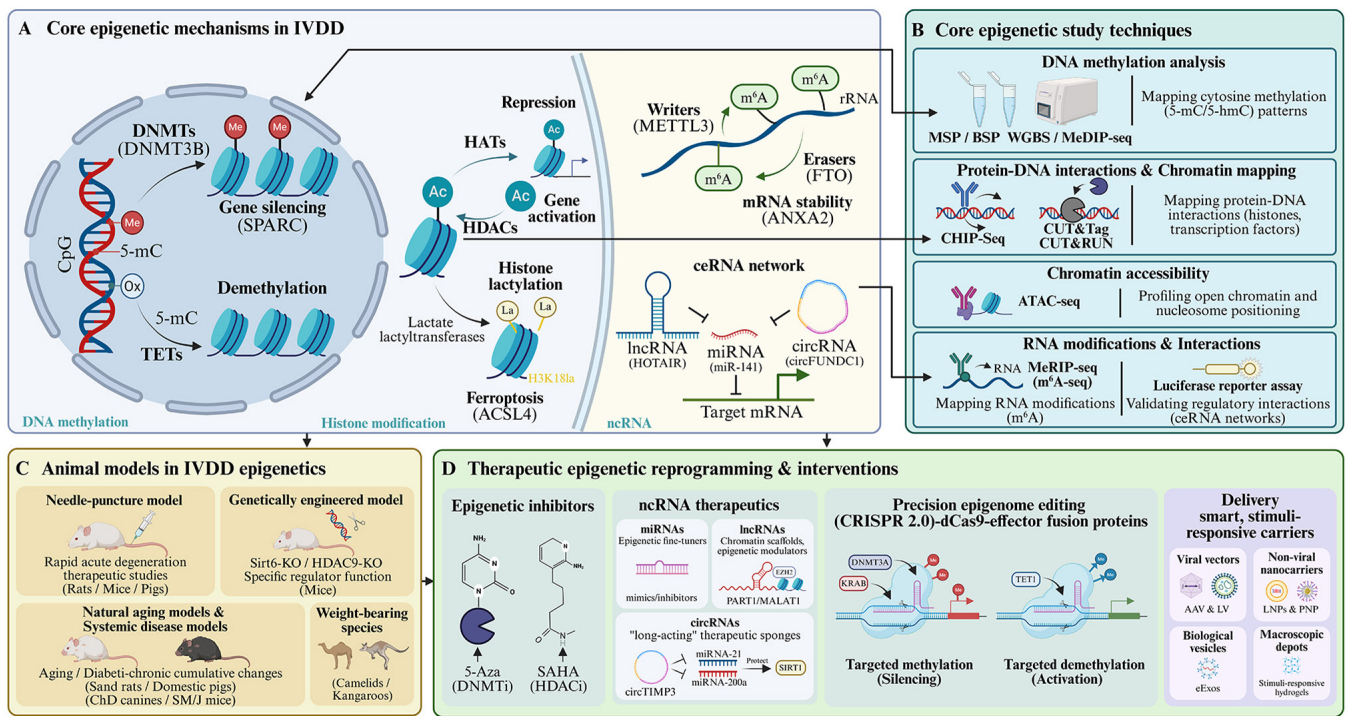 A Core epigenetic mechanisms in IVDD
DNMTs
(DNMT3B)
Me
Me
Gene silencing
(SPARC)
CpG
Me
5-mC
Ox
5-mC
TETs
Demethylation
DNA methylation
Repression
Ac
HATs
Ac
Ac
Gene
activation
HDACs
Histone
lactylation
La
La
Lactate
lactyltransferases
H3K18la
Ferroptosis
(ACSL4)
Histone modification
Writers
(METTL3)
m⁶A
m⁶A
rRNA
m⁶A
Erasers
(FTO)
mRNA stability
(ANXA2)
ceRNA network
lncRNA
(HOTAIR)
miRNA
(miR-141)
circRNA
(circFUNDC1)
Target mRNA
ncRNA
B Core epigenetic study techniques
DNA methylation analysis
MSP / BSP WGBS / MeDIP-seq
Mapping cytosine methylation
(5-mC/5-hmC) patterns
Protein-DNA interactions & Chromatin mapping
CHIP-Seq
CUT&Tag
CUT&RUN
Mapping protein-DNA
interactions (histones,
transcription factors)
Chromatin accessibility
ATAC-seq
Profiling open chromatin and
nucleosome positioning
RNA modifications & Interactions
RNA
MeRIP-seq
(m⁶A-seq)
Mapping RNA modifications
(m⁶A)
Luciferase reporter assay
Validating regulatory interactions
(ceRNA networks)
C Animal models in IVDD epigenetics
Needle-puncture model
Rapid acute degeneration
therapeutic studies
(Rats / Mice / Pigs)
Genetically engineered model
Sirt6-KO / HDAC9-KO
Specific regulator function
(Mice)
Natural aging models &
Systemic disease models
Aging / Diabeti-chronic cumulative changes
(Sand rats / Domestic pigs)
(ChD canines / SM/J mice)
Weight-bearing
species
(Camelids /
Kangaroos)
D Therapeutic epigenetic reprogramming & interventions
Epigenetic inhibitors
NH₂
N
N
O
5-Aza
(DNMTi)
N
NH₂
O
N
H
SAHA
(HDACi)
ncRNA therapeutics
miRNAs
Epigenetic fine-tuners
mimics/inhibitors
lncRNAs
Chromatin scaffolds,
epigenetic modulators
EZH2
PART1/MALAT1
circRNAs
"long-acting" therapeutic sponges
circTIMP3
miRNA-21
miRNA-200a
Protect
SIRT1
Precision epigenome editing
(CRISPR 2.0)-dCas9-effector fusion proteins
DNMT3A
KRAB
Me
Me
Me
Targeted methylation
(Silencing)
TET1
Me
Me
Targeted demethylation
(Activation)
Delivery
smart, stimuli-
responsive carriers
Viral vectors
AAV & LV
Non-viral
nanocarriers
LNPs & PNP
Biological
vesicles
eExos
Macroscopic
depots
Stimuli-responsive
hydrogels